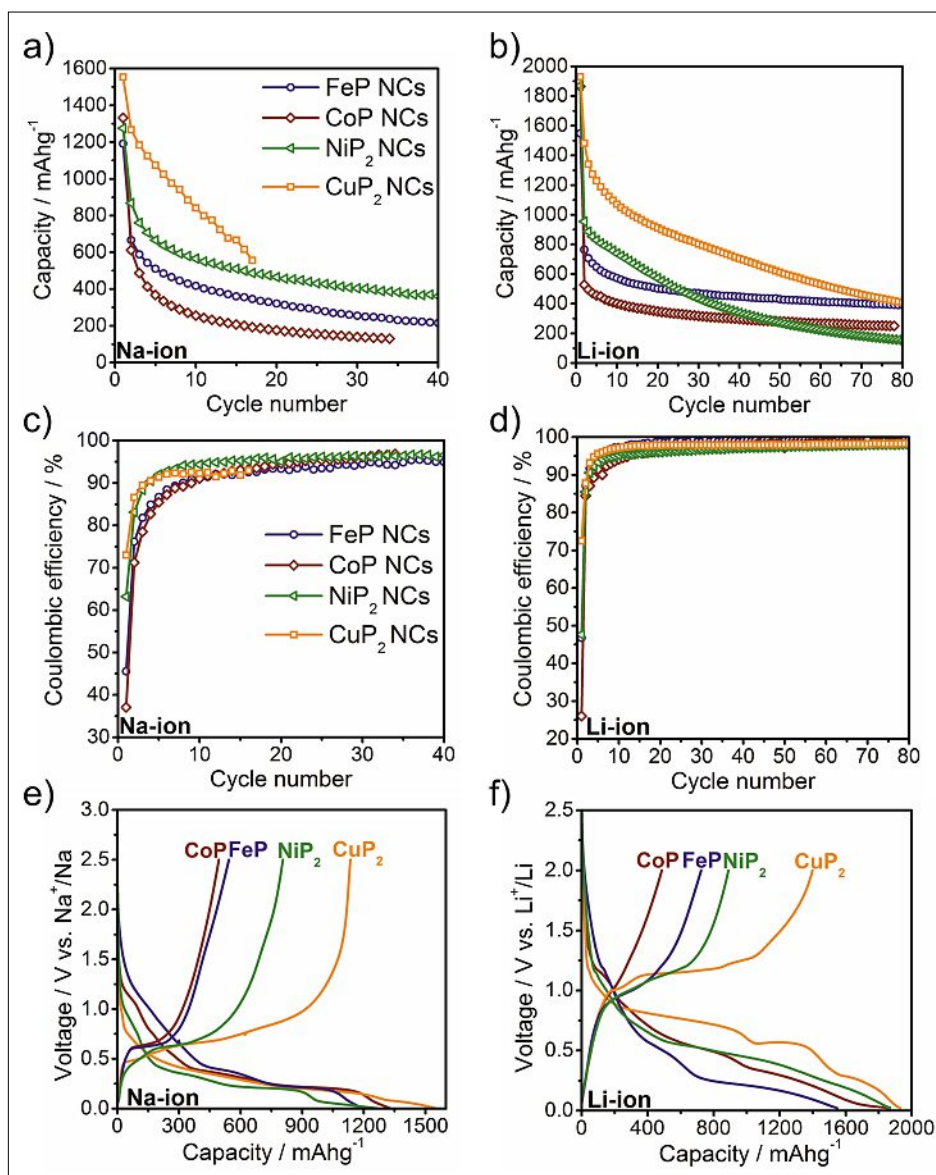 a)
1600
1400
1200
1000
800
600
400
200
0
Capacity / mAhg⁻¹
FeP NCs
CoP NCs
NiP₂ NCs
CuP₂ NCs
Na-ion
0 10 20 30 40
Cycle number
b)
2000
1800
1600
1400
1200
1000
800
600
400
200
0
Capacity / mAhg⁻¹
Li-ion
0 10 20 30 40 50 60 70 80
Cycle number
c)
100
90
80
70
60
50
40
30
Coulombic efficiency / %
FeP NCs
CoP NCs
NiP₂ NCs
CuP₂ NCs
Na-ion
0 10 20 30 40
Cycle number
d)
100
90
80
70
60
50
40
30
20
Coulombic efficiency / %
Li-ion
0 10 20 30 40 50 60 70 80
Cycle number
e)
3.0
2.5
2.0
1.5
1.0
0.5
0.0
Voltage / V vs. Na⁺/Na
CoP FeP NiP₂ CuP₂
Na-ion
0 300 600 900 1200 1500
Capacity / mAhg⁻¹
f)
2.5
2.0
1.5
1.0
0.5
0.0
Voltage / V vs. Li⁺/Li
CoP FeP NiP₂ CuP₂
Li-ion
0 400 800 1200 1600 2000
Capacity / mAhg⁻¹